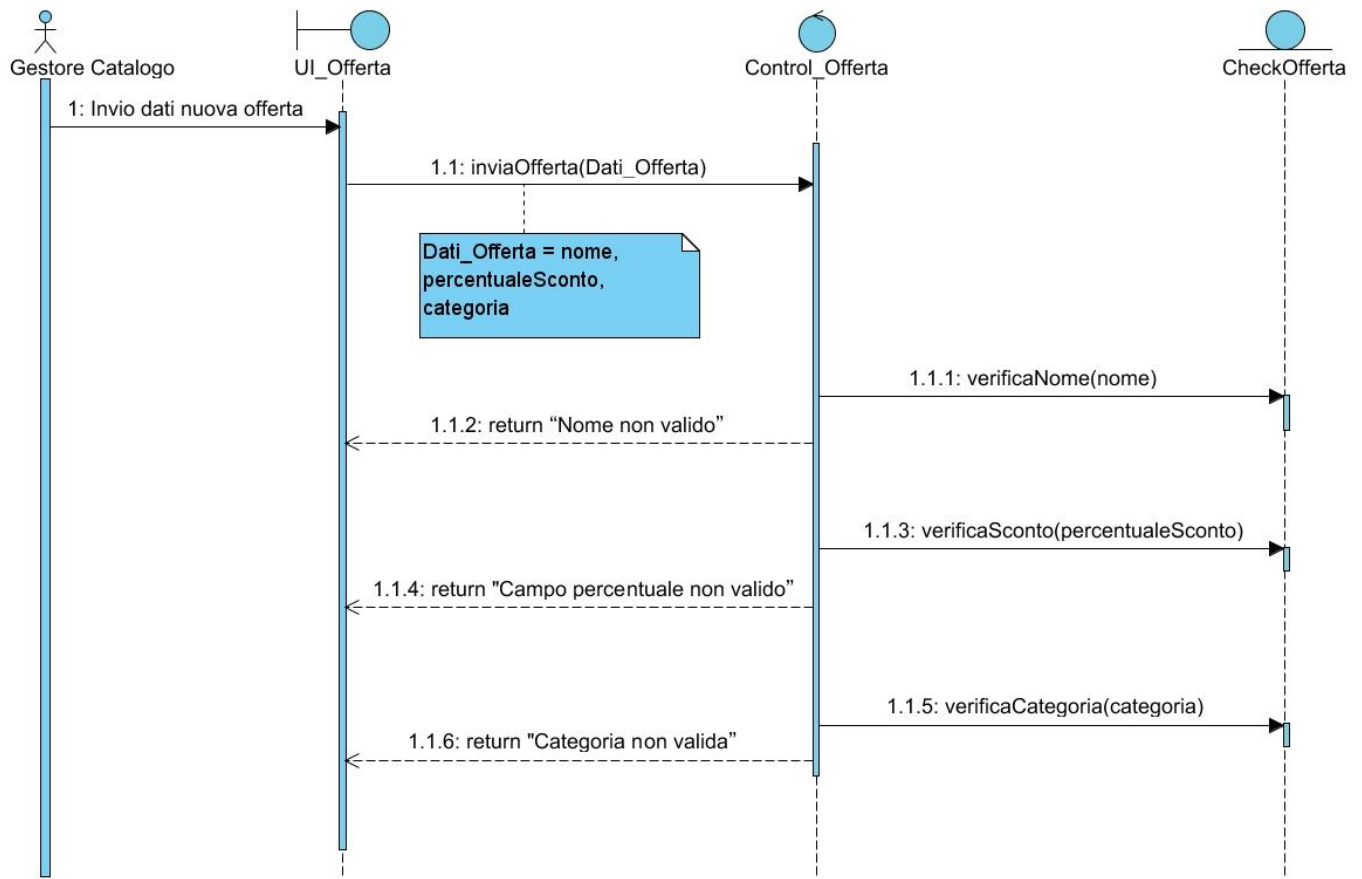 Gestore Catalogo
UI_Offerta
Control_Offerta
CheckOfferta
1: Invio dati nuova offerta
1.1: inviaOfferta(Dati_Offerta)
Dati_Offerta = nome,
percentualeSconto,
categoria
1.1.1: verificaNome(nome)
1.1.2: return “Nome non valido”
1.1.3: verificaSconto(percentualeSconto)
1.1.4: return "Campo percentuale non valido”
1.1.5: verificaCategoria(categoria)
1.1.6: return "Categoria non valida”